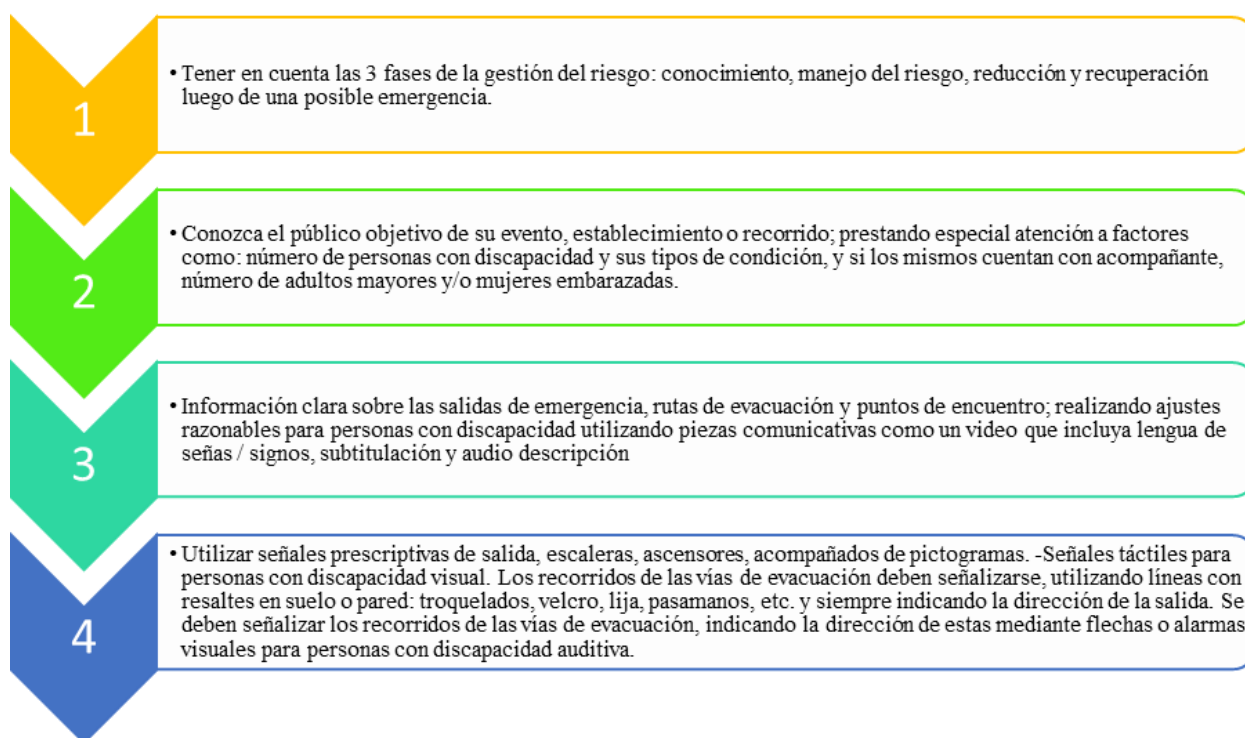 1
• Tener en cuenta las 3 fases de la gestión del riesgo: conocimiento, manejo del riesgo, reducción y recuperación
luego de una posible emergencia.
2
• Conozca el público objetivo de su evento, establecimiento o recorrido; prestando especial atención a factores
como: número de personas con discapacidad y sus tipos de condición, y si los mismos cuentan con acompañante,
número de adultos mayores y/o mujeres embarazadas.
3
• Información clara sobre las salidas de emergencia, rutas de evacuación y puntos de encuentro; realizando ajustes
razonables para personas con discapacidad utilizando piezas comunicativas como un video que incluya lengua de
señas / signos, subtitulación y audio descripción
4
• Utilizar señales prescriptivas de salida, escaleras, ascensores, acompañados de pictogramas. -Señales táctiles para
personas con discapacidad visual. Los recorridos de las vías de evacuación deben señalizarse, utilizando líneas con
resaltes en suelo o pared: troquelados, velcro, lija, pasamanos, etc. y siempre indicando la dirección de la salida. Se
deben señalizar los recorridos de las vías de evacuación, indicando la dirección de estas mediante flechas o alarmas
visuales para personas con discapacidad auditiva.